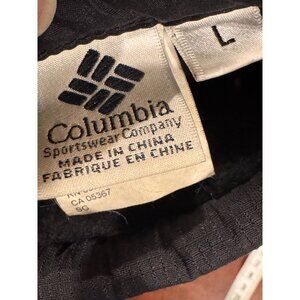 L
Columbia
Sportswear Company
MADE IN CHINA
FABRIQUE EN CHINE
CA 05367